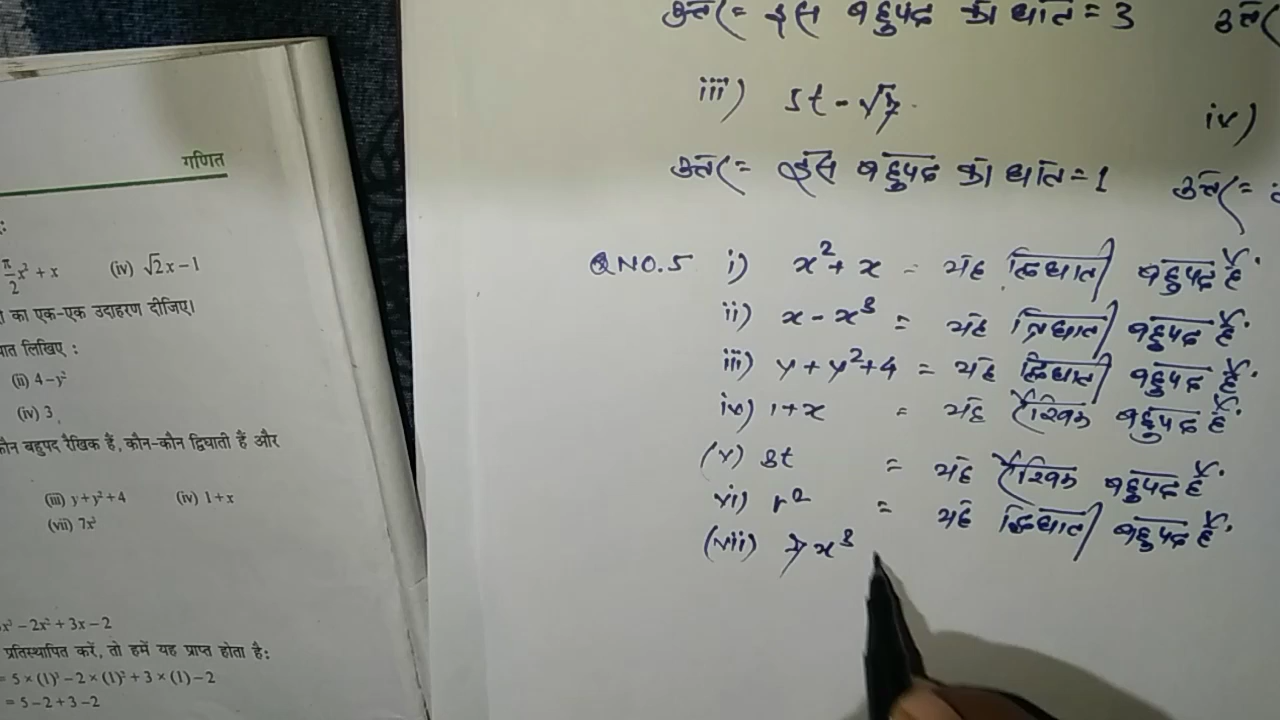 गणित
π/2 x² + x (iv) √2x – 1
का एक-एक उदाहरण दीजिए।
लिखिए :
(ii) 4 – y²
(iv) 3
बहुपद रैखिक हैं, कौन-कौन द्विघाती हैं और
(iii) y + y² + 4 (iv) 1 + x
(vii) 7x³
x³ – 2x² + 3x – 2
प्रतिस्थापित करें, तो हमें यह प्राप्त होता है:
= 5 × (1)³ – 2 × (1)² + 3 × (1) – 2
= 5 – 2 + 3 – 2
उत्तर = इस बहुपद का घात = 3
iii) 5t - √7 iv)
उत्तर = इस बहुपद का घात = 1
Q NO. 5 i) x² + x = यह द्विघाती बहुपद है.
ii) x - x³ = यह त्रिघाती बहुपद है.
iii) y + y² + 4 = यह द्विघाती बहुपद है.
iv) 1 + x = यह रैखिक बहुपद है.
(v) 3t = यह रैखिक बहुपद है.
vi) r² = यह द्विघाती बहुपद है.
(vii) 7x³